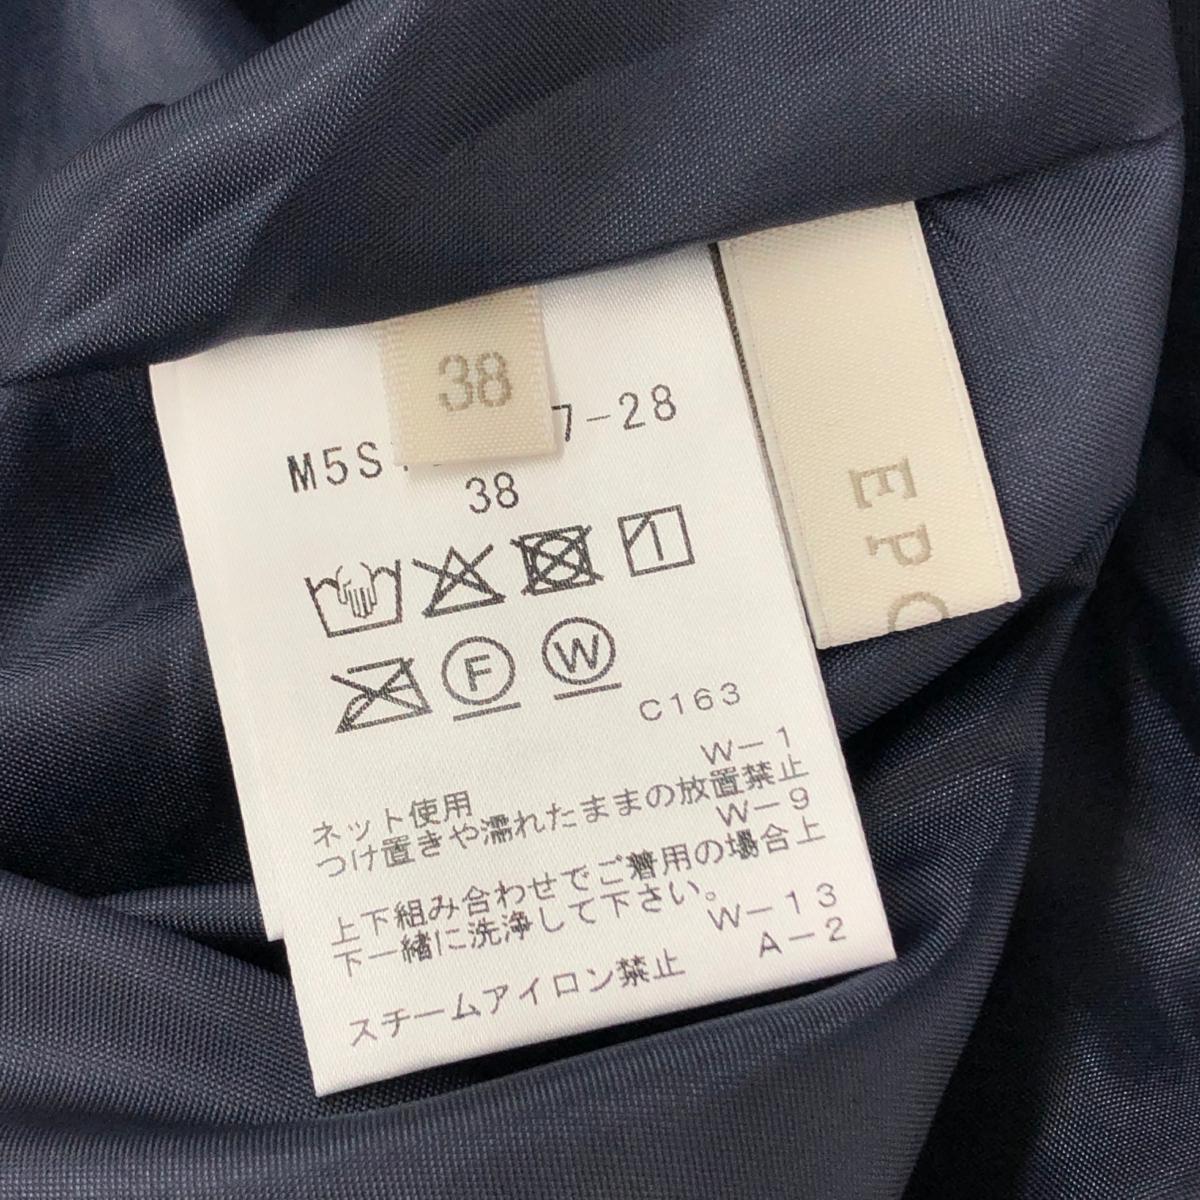 38
7-28
38
F
W
C163
W-1
ネット使用
つけ置きや濡れたままの放置禁止
W-9
上下組み合わせでご着用の場合上
下一緒に洗浄して下さい。
W-13
A-2
スチームアイロン禁止